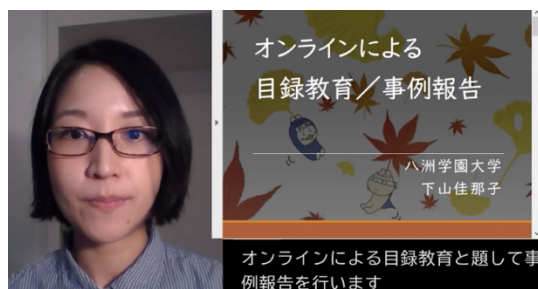 オンラインによる
目録教育／事例報告
八洲学園大学
下山佳那子
オンラインによる目録教育と題して事
例報告を行います